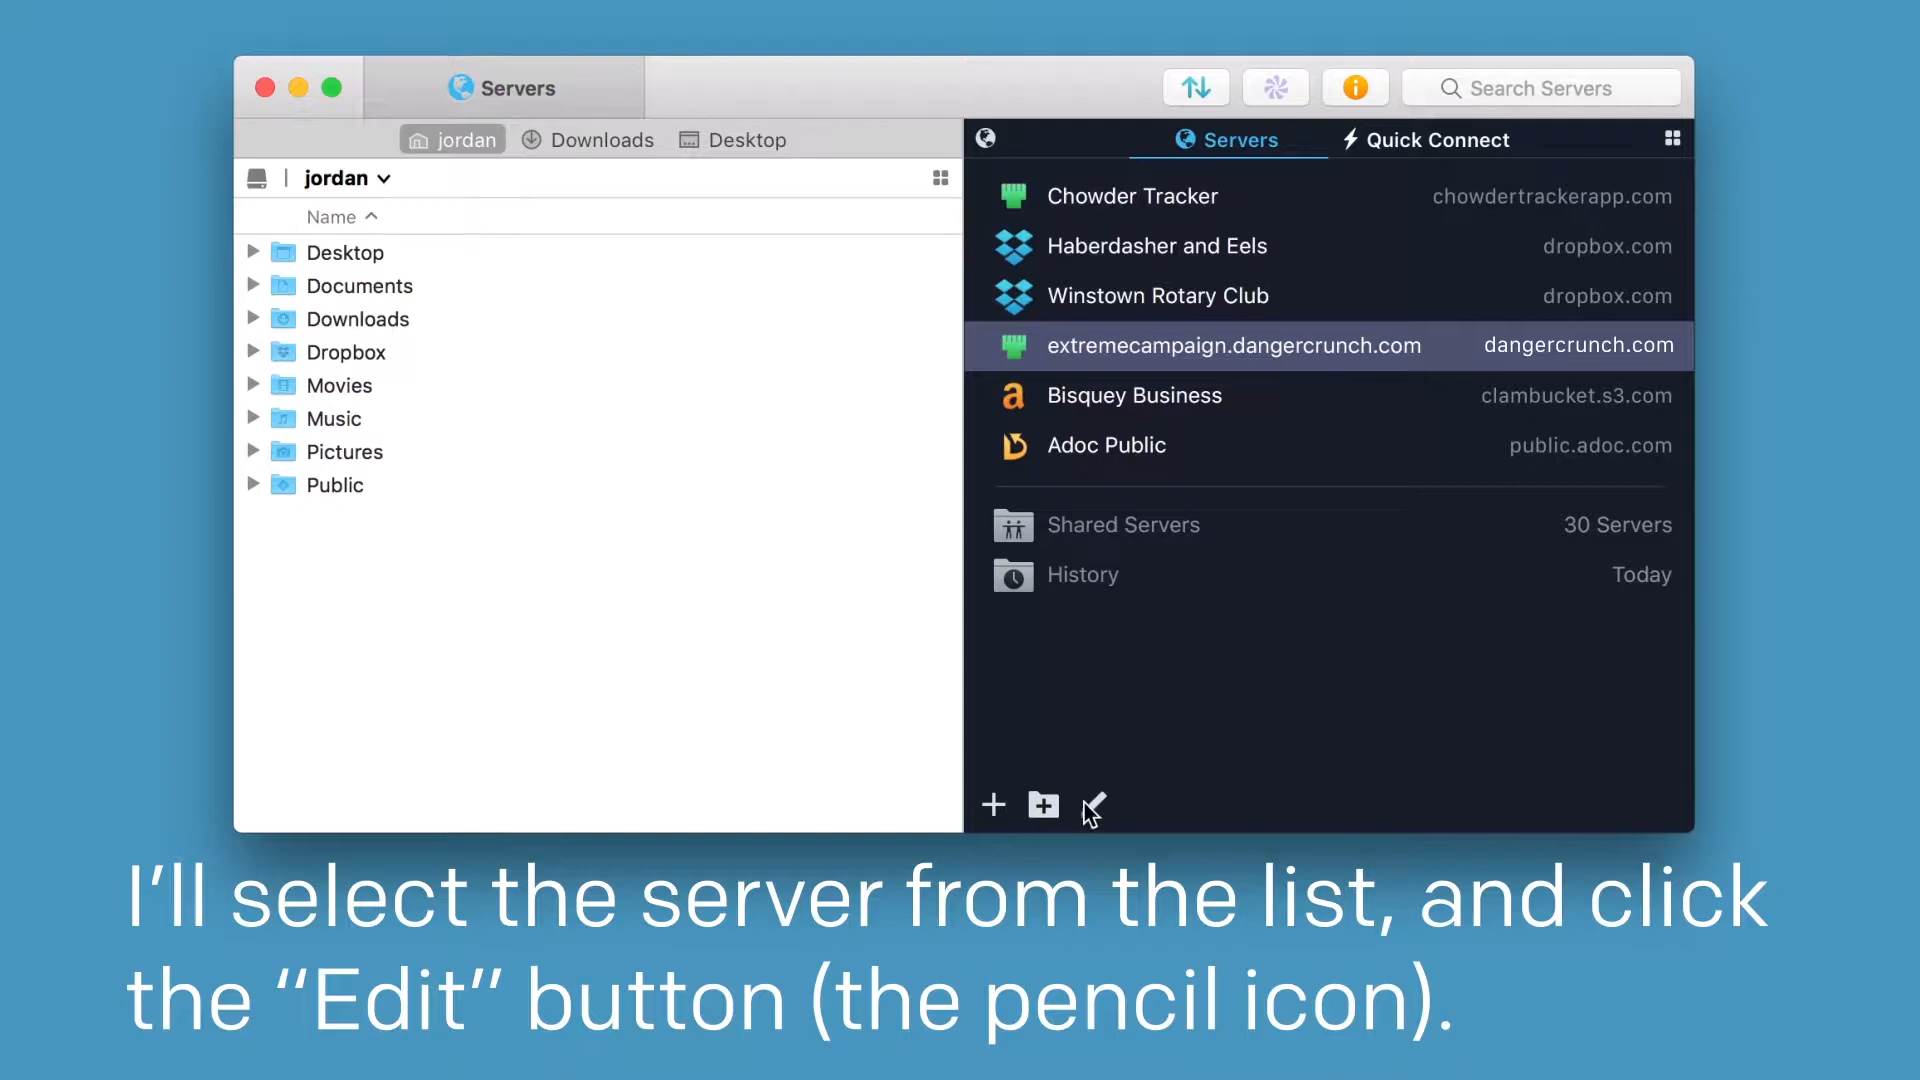 Servers
Search Servers
jordan Downloads Desktop
Servers Quick Connect
jordan
Name
Desktop
Documents
Downloads
Dropbox
Movies
Music
Pictures
Public
Chowder Tracker chowdertrackerapp.com
Haberdasher and Eels dropbox.com
Winstown Rotary Club dropbox.com
extremecampaign.dangercrunch.com dangercrunch.com
Bisquey Business clambucket.s3.com
Adoc Public public.adoc.com
Shared Servers 30 Servers
History Today
I’ll select the server from the list, and click
the “Edit” button (the pencil icon).